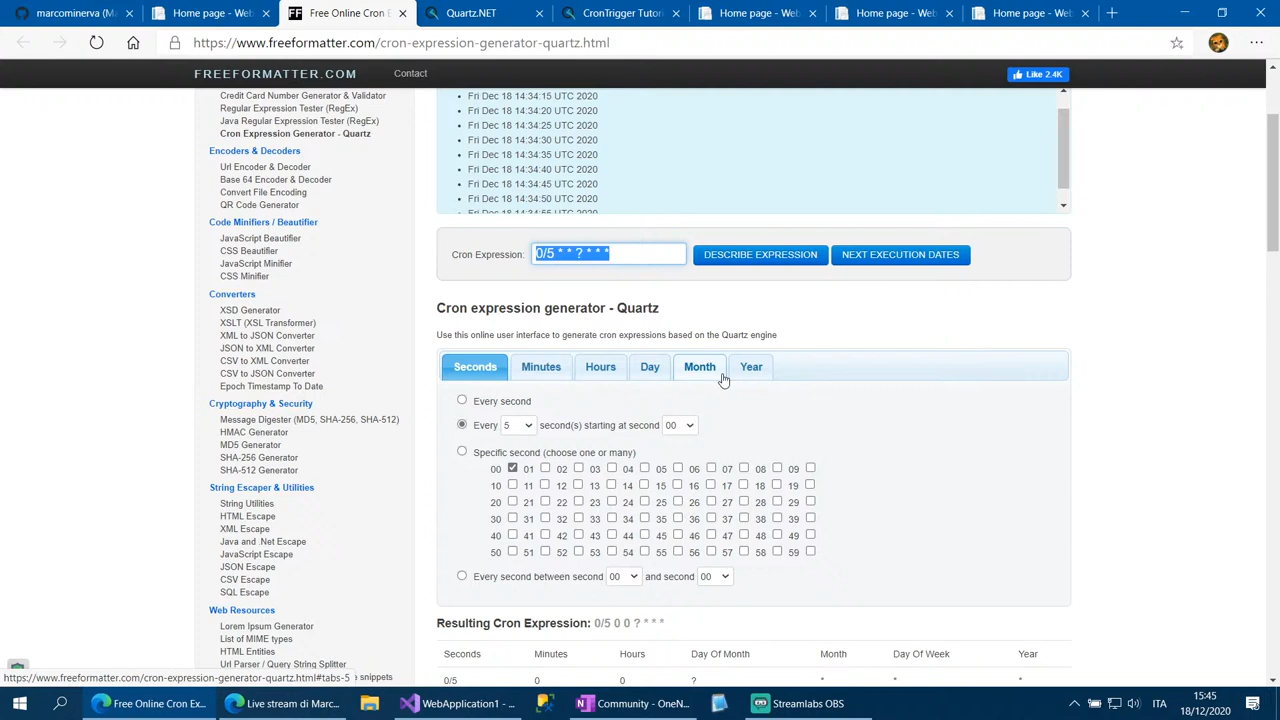 marcominerva (M
Home page - Web
Free Online Cron E
Quartz.NET
CronTrigger Tutori
Home page - Web
Home page - Web
Home page - Web
https://www.freeformatter.com/cron-expression-generator-quartz.html
FREEFORMATTER.COM
Contact
Like 2.4K
Credit Card Number Generator & Validator
Regular Expression Tester (RegEx)
Java Regular Expression Tester (RegEx)
Cron Expression Generator - Quartz
Encoders & Decoders
Url Encoder & Decoder
Base 64 Encoder & Decoder
Convert File Encoding
QR Code Generator
Code Minifiers / Beautifier
JavaScript Beautifier
CSS Beautifier
JavaScript Minifier
CSS Minifier
Converters
XSD Generator
XSLT (XSL Transformer)
XML to JSON Converter
JSON to XML Converter
CSV to XML Converter
CSV to JSON Converter
Epoch Timestamp To Date
Cryptography & Security
Message Digester (MD5, SHA-256, SHA-512)
HMAC Generator
MD5 Generator
SHA-256 Generator
SHA-512 Generator
String Escaper & Utilities
String Utilities
HTML Escape
XML Escape
Java and .Net Escape
JavaScript Escape
JSON Escape
CSV Escape
SQL Escape
Web Resources
Lorem Ipsum Generator
List of MIME types
HTML Entities
Url Parser / Query String Splitter
e snippets
Fri Dec 18 14:34:15 UTC 2020
Fri Dec 18 14:34:20 UTC 2020
Fri Dec 18 14:34:25 UTC 2020
Fri Dec 18 14:34:30 UTC 2020
Fri Dec 18 14:34:35 UTC 2020
Fri Dec 18 14:34:40 UTC 2020
Fri Dec 18 14:34:45 UTC 2020
Fri Dec 18 14:34:50 UTC 2020
Fri Dec 18 14:34:55 UTC 2020
Cron Expression: 0/5 * * ? * * * DESCRIBE EXPRESSION NEXT EXECUTION DATES
Cron expression generator - Quartz
Use this online user interface to generate cron expressions based on the Quartz engine
Seconds Minutes Hours Day Month Year
Every second
Every 5 second(s) starting at second 00
Specific second (choose one or many)
00 01 02 03 04 05 06 07 08 09
10 11 12 13 14 15 16 17 18 19
20 21 22 23 24 25 26 27 28 29
30 31 32 33 34 35 36 37 38 39
40 41 42 43 44 45 46 47 48 49
50 51 52 53 54 55 56 57 58 59
Every second between second 00 and second 00
Resulting Cron Expression: 0/5 0 0 ? * * *
Seconds Minutes Hours Day Of Month Month Day Of Week Year
0/5 0 0 ? * * *
https://www.freeformatter.com/cron-expression-generator-quartz.html#tabs-5
Free Online Cron Ex...
Live stream di Marc...
WebApplication1 - ...
Community - OneN...
Streamlabs OBS
ITA
15:45
18/12/2020